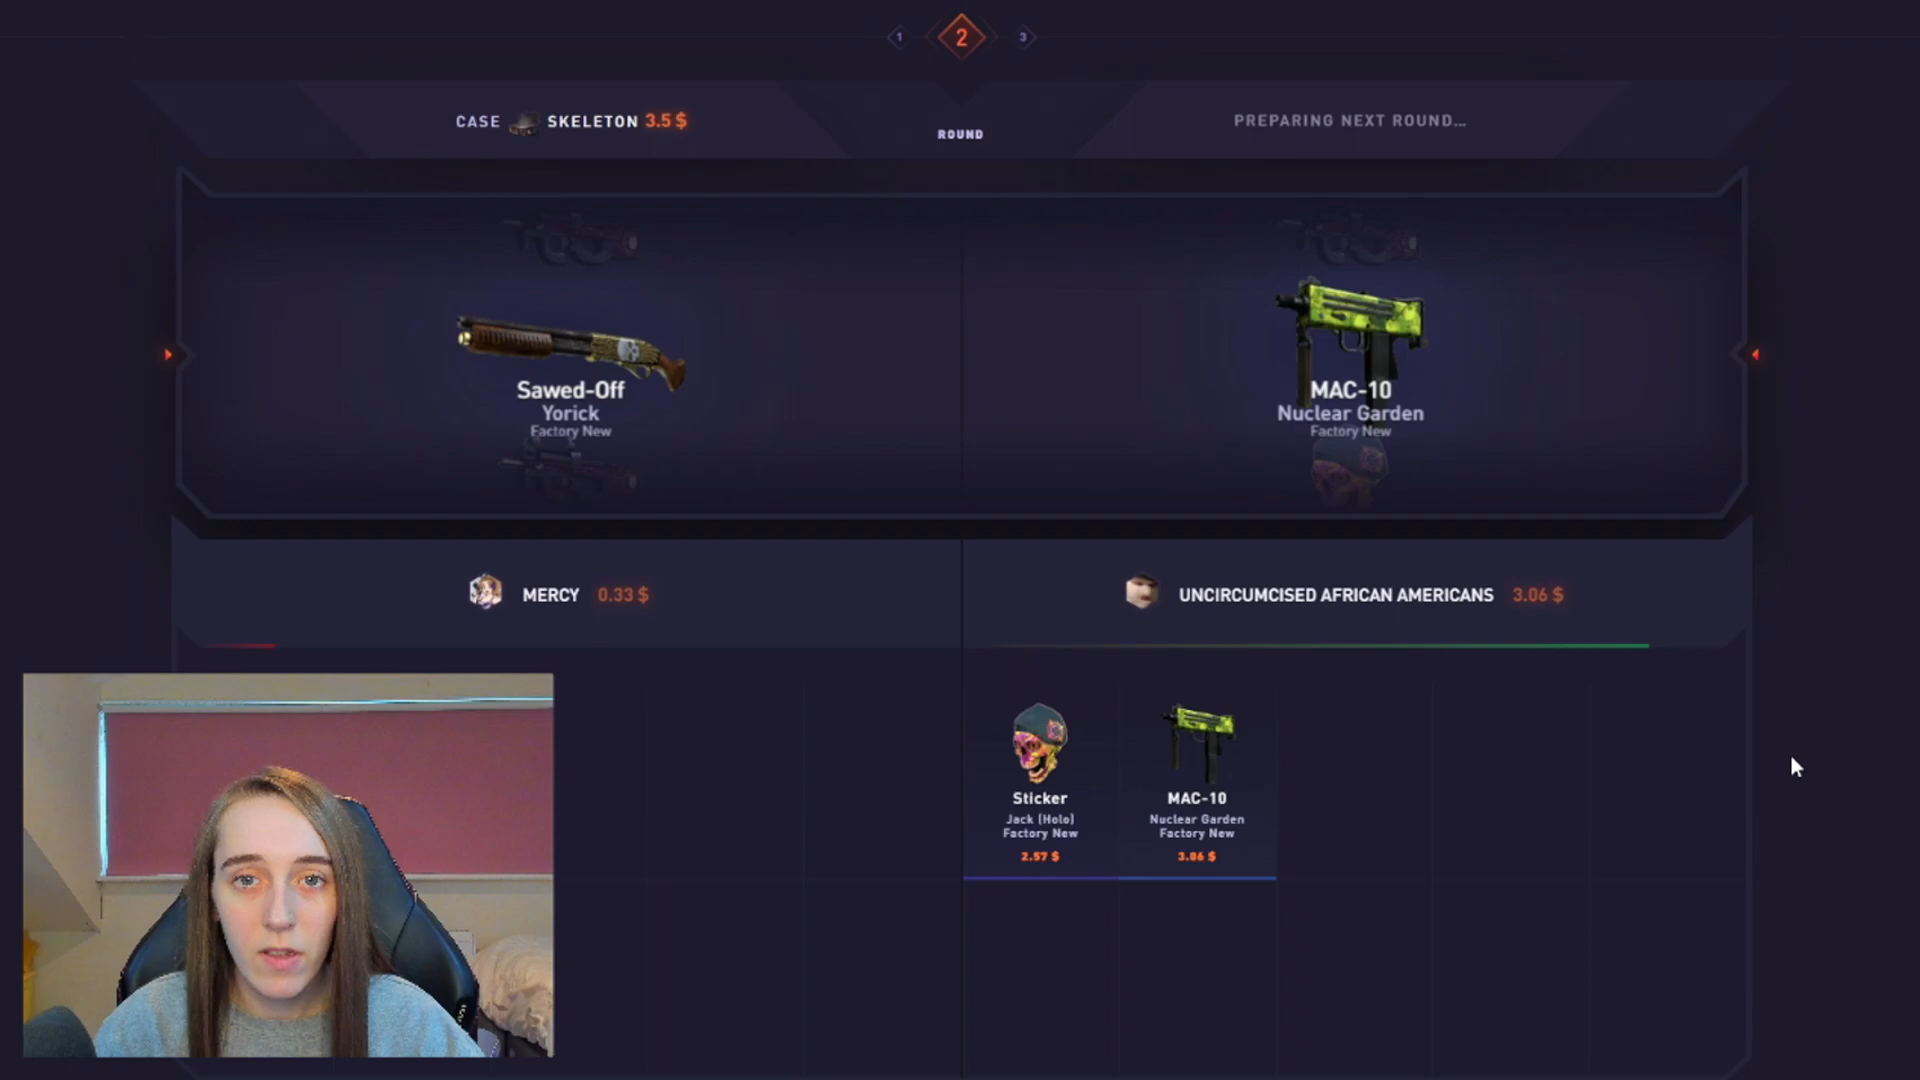 1
2
3
CASE SKELETON 3.5 $
ROUND
PREPARING NEXT ROUND...
Sawed-Off
Yorick
Factory New
MAC-10
Nuclear Garden
Factory New
MERCY 0.33 $
UNCIRCUMCISED AFRICAN AMERICANS 3.06 $
Sticker
Jack (Holo)
Factory New
2.57 $
MAC-10
Nuclear Garden
Factory New
3.06 $